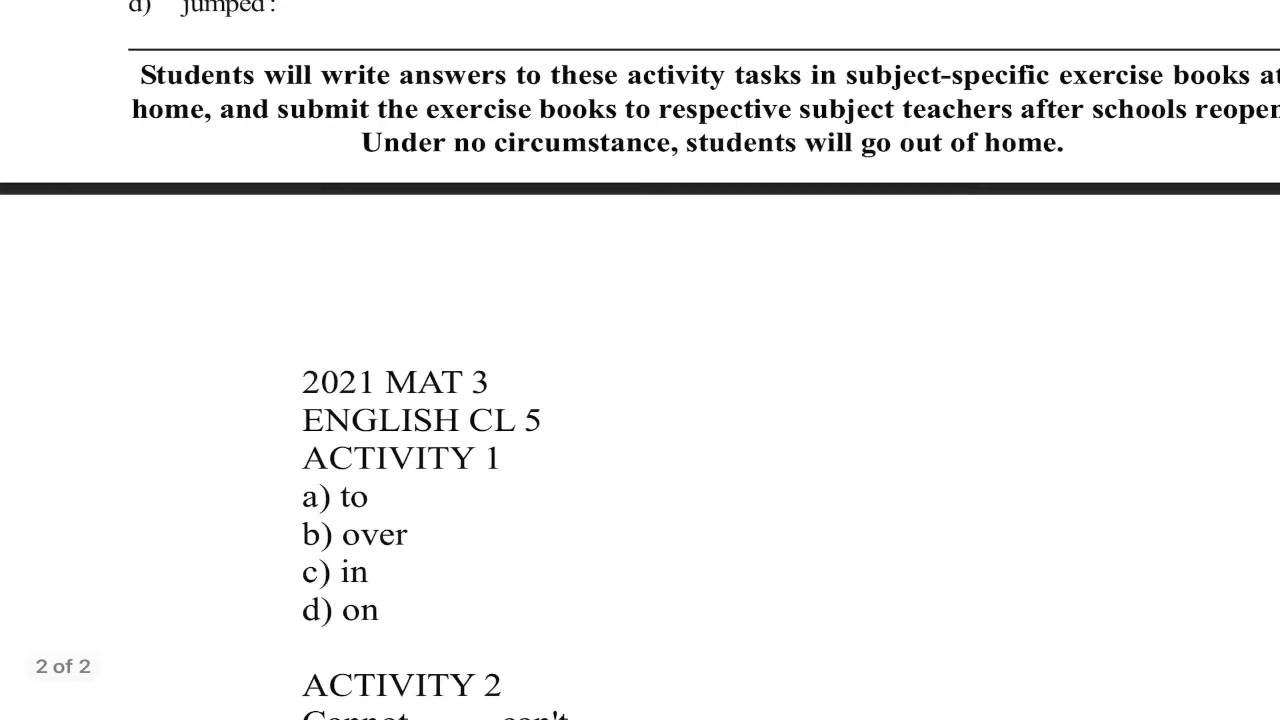 d) jumped :
Students will write answers to these activity tasks in subject-specific exercise books at
home, and submit the exercise books to respective subject teachers after schools reopen
Under no circumstance, students will go out of home.
2021 MAT 3
ENGLISH CL 5
ACTIVITY 1
a) to
b) over
c) in
d) on
2 of 2
ACTIVITY 2
Cannot can't